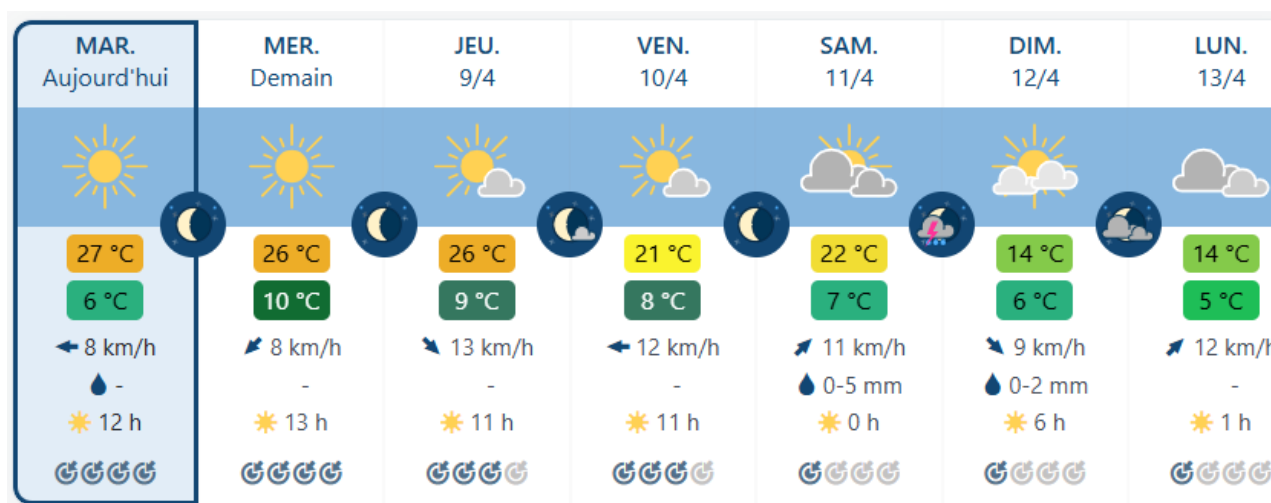 MAR. MER. JEU. VEN. SAM. DIM. LUN.
Aujourd'hui Demain 9/4 10/4 11/4 12/4 13/4
27 °C 26 °C 26 °C 21 °C 22 °C 14 °C 14 °C
6 °C 10 °C 9 °C 8 °C 7 °C 6 °C 5 °C
8 km/h 8 km/h 13 km/h 12 km/h 11 km/h 9 km/h 12 km/h
- - - - 0-5 mm 0-2 mm -
12 h 13 h 11 h 11 h 0 h 6 h 1 h